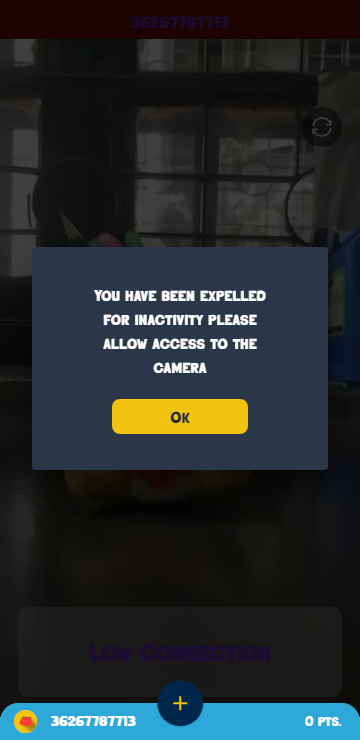 36267787713
YOU HAVE BEEN EXPELLED
FOR INACTIVITY PLEASE
ALLOW ACCESS TO THE
CAMERA
OK
LOW CONNECTION
36267787713
0 PTS.